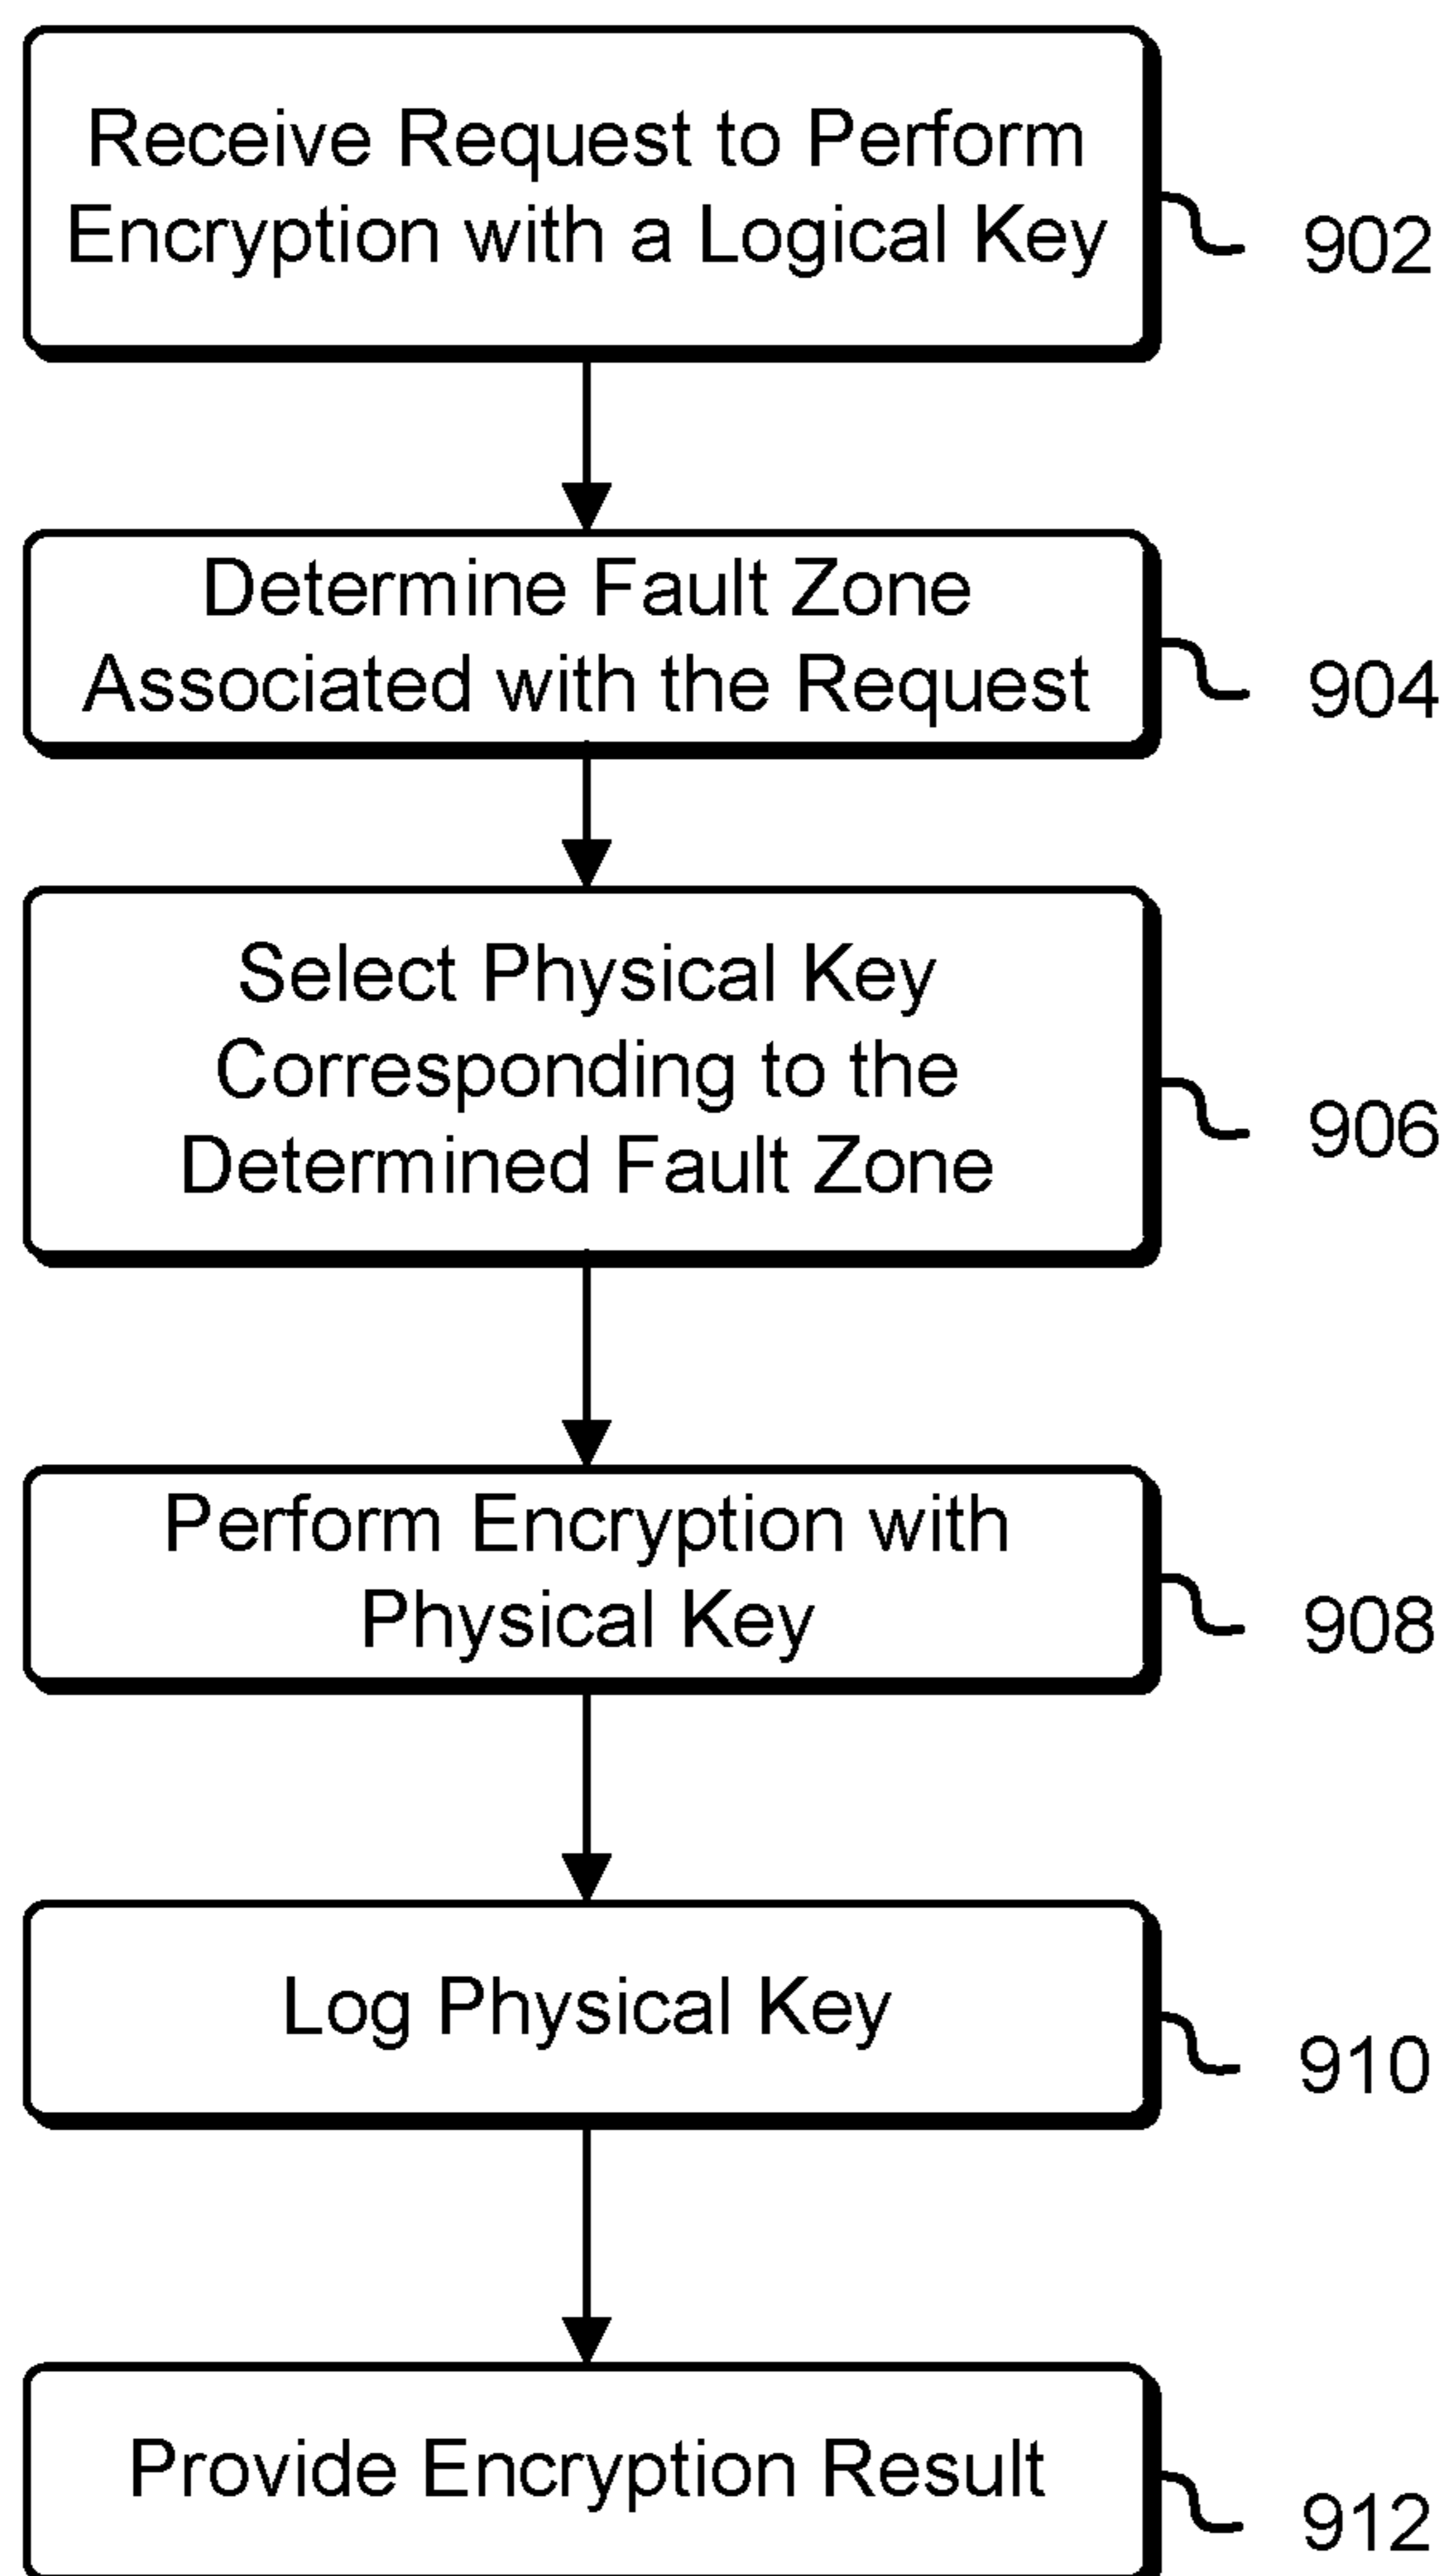 Receive Request to Perform
Encryption with a Logical Key
902
Determine Fault Zone
Associated with the Request
904
Select Physical Key
Corresponding to the
Determined Fault Zone
906
Perform Encryption with
Physical Key
908
Log Physical Key
910
Provide Encryption Result
912